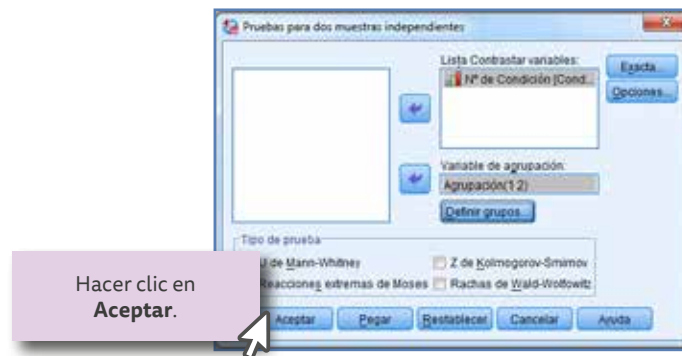 Pruebas para dos muestras independientes
Lista Contrastar variables:
Nº de Condición [Cond...
Exacta...
Opciones...
Variable de agrupación:
Agrupación(1 2)
Definir grupos...
Tipo de prueba
U de Mann-Whitney
Z de Kolmogorov-Smirnov
Reacciones extremas de Moses
Rachas de Wald-Wolfowitz
Hacer clic en
Aceptar.
Aceptar
Pegar
Restablecer
Cancelar
Ayuda